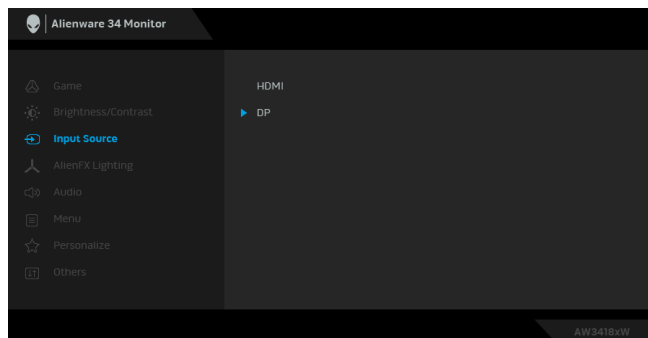 Alienware 34 Monitor
Game
HDMI
Brightness/Contrast
DP
Input Source
AlienFX Lighting
Audio
Menu
Personalize
Others
AW3418xW